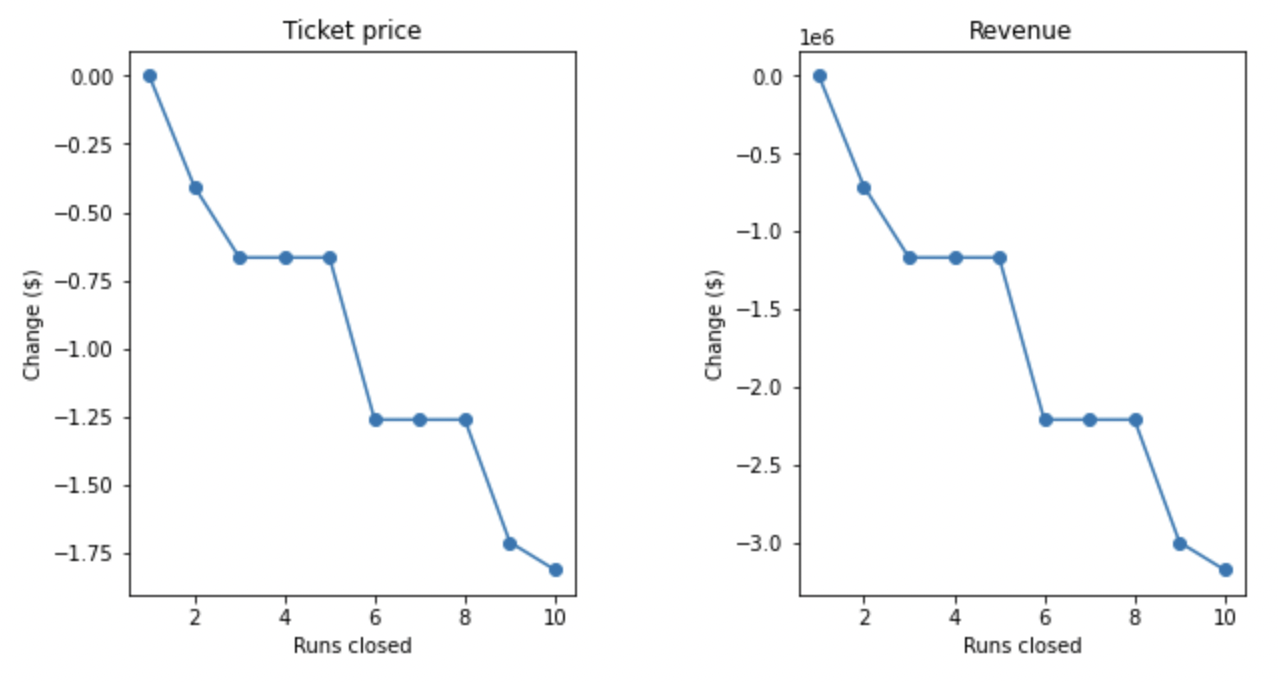 Ticket price
0.00
−0.25
−0.50
−0.75
−1.00
−1.25
−1.50
−1.75
Change ($)
2 4 6 8 10
Runs closed
Revenue
1e6
0.0
−0.5
−1.0
−1.5
−2.0
−2.5
−3.0
Change ($)
2 4 6 8 10
Runs closed